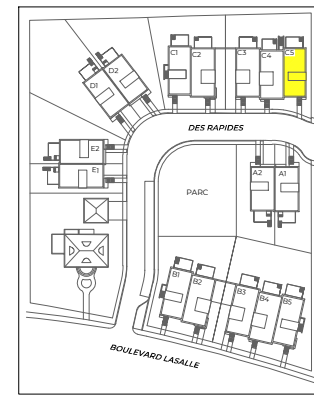 C1 C2 C3 C4 C5
D2
D1
DES RAPIDES
E2
E1
A2 A1
PARC
B1
B2
B3
B4
B5
BOULEVARD LASALLE